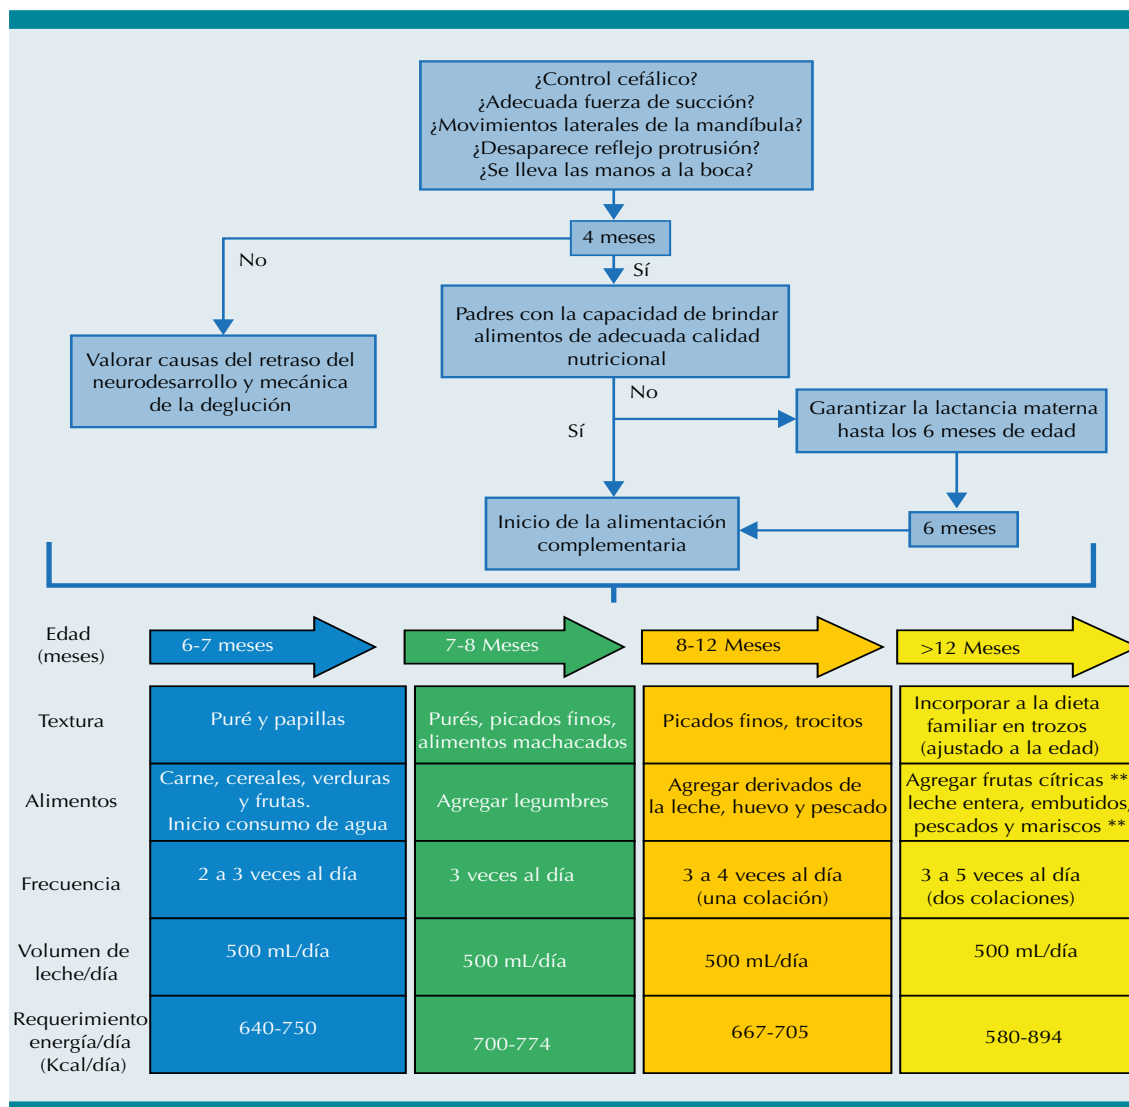 ¿Control cefálico?
¿Adecuada fuerza de succión?
¿Movimientos laterales de la mandíbula?
¿Desaparece reflejo protrusión?
¿Se lleva las manos a la boca?
4 meses
No
Sí
Valorar causas del retraso del
neurodesarrollo y mecánica
de la deglución
Padres con la capacidad de brindar
alimentos de adecuada calidad
nutricional
No
Sí
Garantizar la lactancia materna
hasta los 6 meses de edad
6 meses
Inicio de la alimentación
complementaria
Edad
(meses)
6-7 meses
7-8 Meses
8-12 Meses
>12 Meses
Textura
Puré y papillas
Purés, picados finos,
alimentos machacados
Picados finos, trocitos
Incorporar a la dieta
familiar en trozos
(ajustado a la edad)
Alimentos
Carne, cereales, verduras
y frutas.
Inicio consumo de agua
Agregar legumbres
Agregar derivados de
la leche, huevo y pescado
Agregar frutas cítricas **
leche entera, embutidos,
pescados y mariscos **
Frecuencia
2 a 3 veces al día
3 veces al día
3 a 4 veces al día
(una colación)
3 a 5 veces al día
(dos colaciones)
Volumen de
leche/día
500 mL/día
500 mL/día
500 mL/día
500 mL/día
Requerimiento
energía/día
(Kcal/día)
640-750
700-774
667-705
580-894